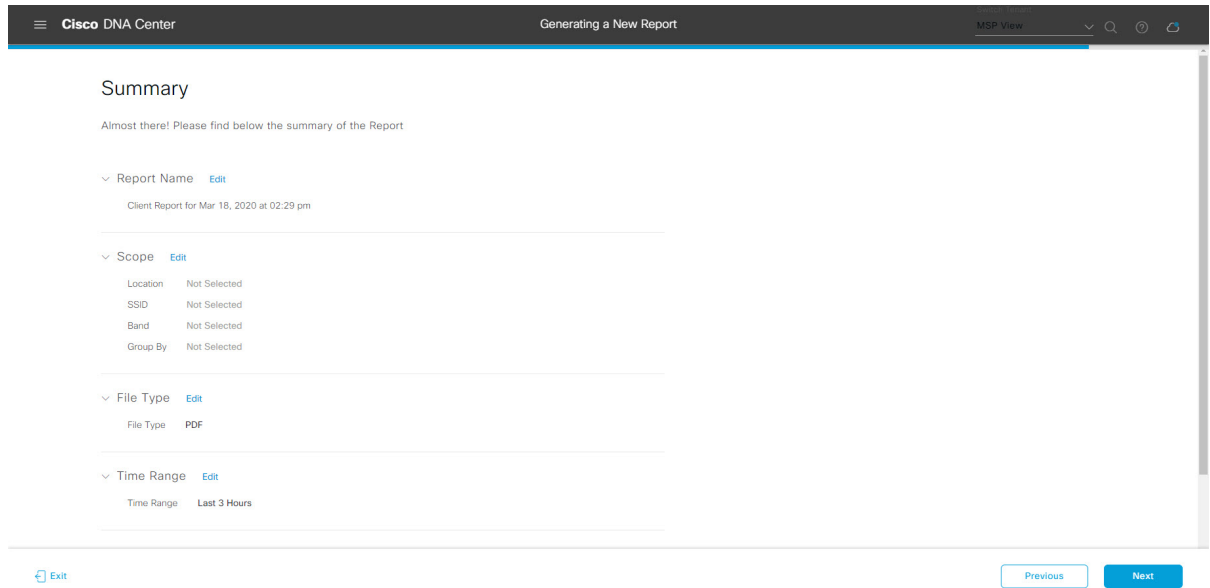 Cisco DNA Center
Generating a New Report
MSP View
Summary
Almost there! Please find below the summary of the Report
Report Name Edit
Client Report for Mar 18, 2020 at 02:29 pm
Scope Edit
Location Not Selected
SSID Not Selected
Band Not Selected
Group By Not Selected
File Type Edit
File Type PDF
Time Range Edit
Time Range Last 3 Hours
Exit
Previous
Next